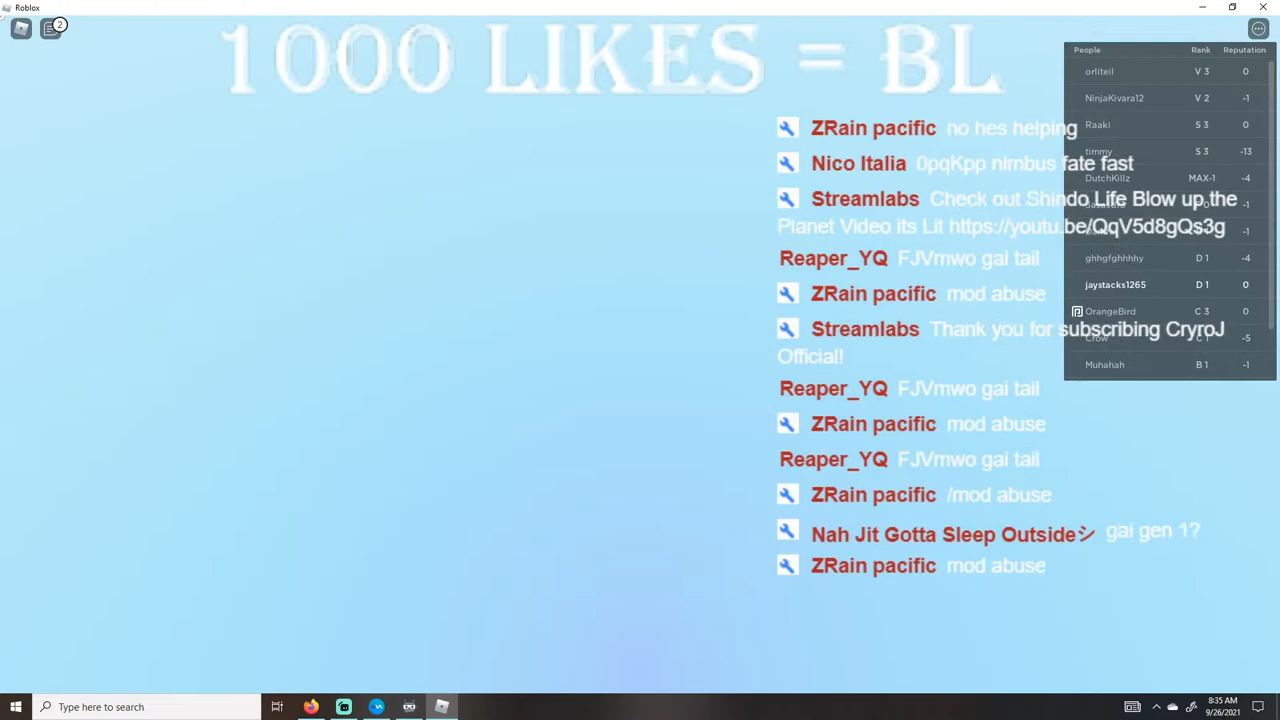 Roblox
2
1000 LIKES = BL
People Rank Reputation
orliteil V 3 0
NinjaKivara12 V 2 -1
Raaki S 3 0
timmy S 3 -13
DutchKillz MAX-1 -4
-1
-1
ghhgfghhhhy D 1 -4
jaystacks1265 D 1 0
OrangeBird C 3 0
Crow C 1 -5
Muhahah B 1 -1
ZRain pacific no hes helping
Nico Italia 0pqKpp nimbus fate fast
Streamlabs Check out Shindo Life Blow up the
Planet Video its Lit https://youtu.be/QqV5d8gQs3g
Reaper_YQ FJVmwo gai tail
ZRain pacific mod abuse
Streamlabs Thank you for subscribing CryroJ
Official!
Reaper_YQ FJVmwo gai tail
ZRain pacific mod abuse
Reaper_YQ FJVmwo gai tail
ZRain pacific /mod abuse
Nah Jit Gotta Sleep Outsideシ gai gen 1?
ZRain pacific mod abuse
Type here to search
8:35 AM
9/26/2021